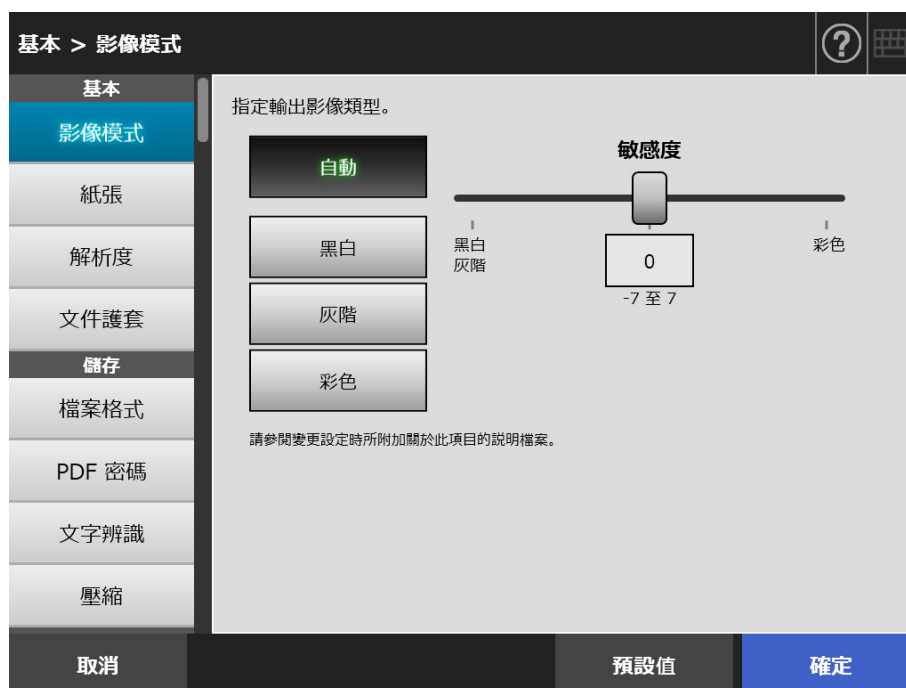 基本 > 影像模式
?
基本
影像模式
紙張
解析度
文件護套
儲存
檔案格式
PDF 密碼
文字辨識
壓縮
指定輸出影像類型。
自動
黑白
灰階
彩色
敏感度
黑白
灰階
彩色
0
-7 至 7
請參閱變更設定時所附加關於此項目的説明檔案。
取消
預設值
確定